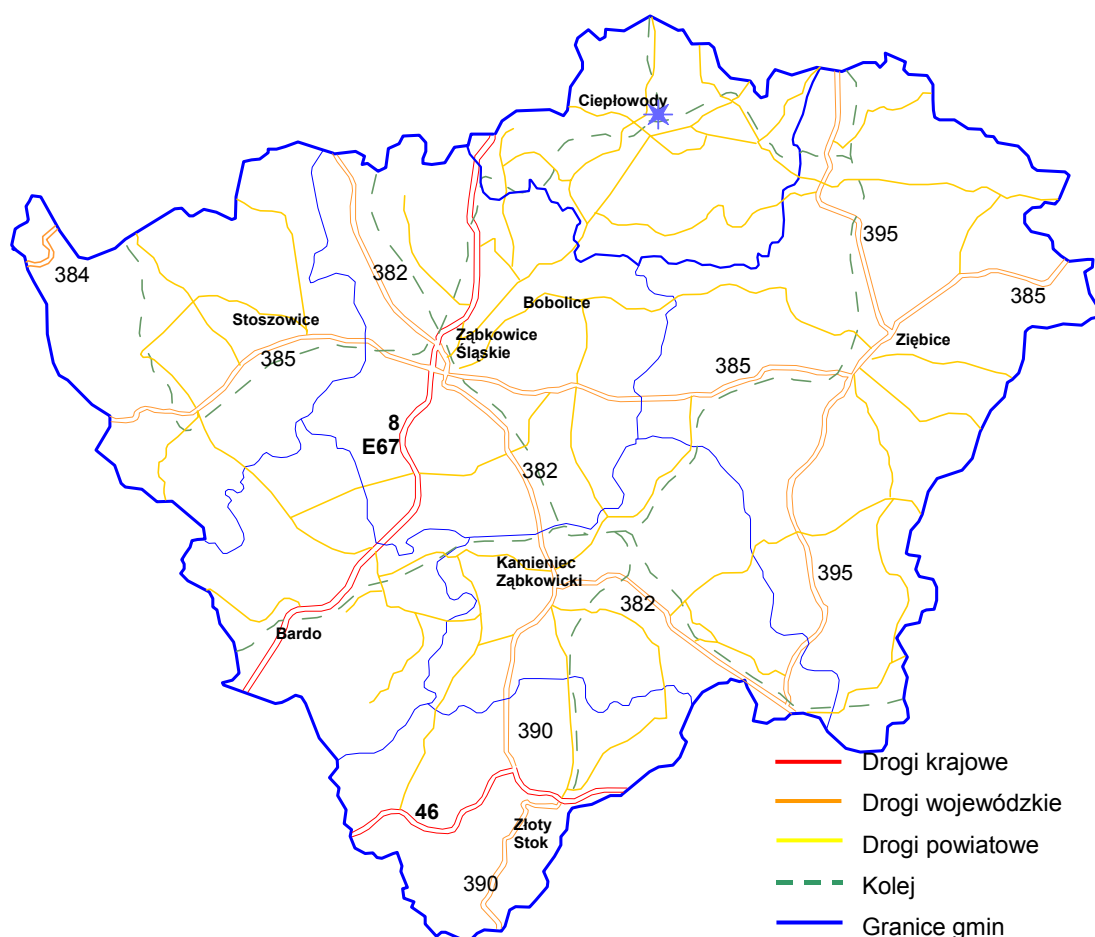 Ciepłowody
395
384
382
385
Bobolice
Stoszowice
Ząbkowice
Śląskie
Ziębice
385
385
8
E67
382
Kamieniec
Ząbkowicki
395
382
Bardo
390
46
Złoty
Stok
390
Drogi krajowe
Drogi wojewódzkie
Drogi powiatowe
Kolej
Granice gmin